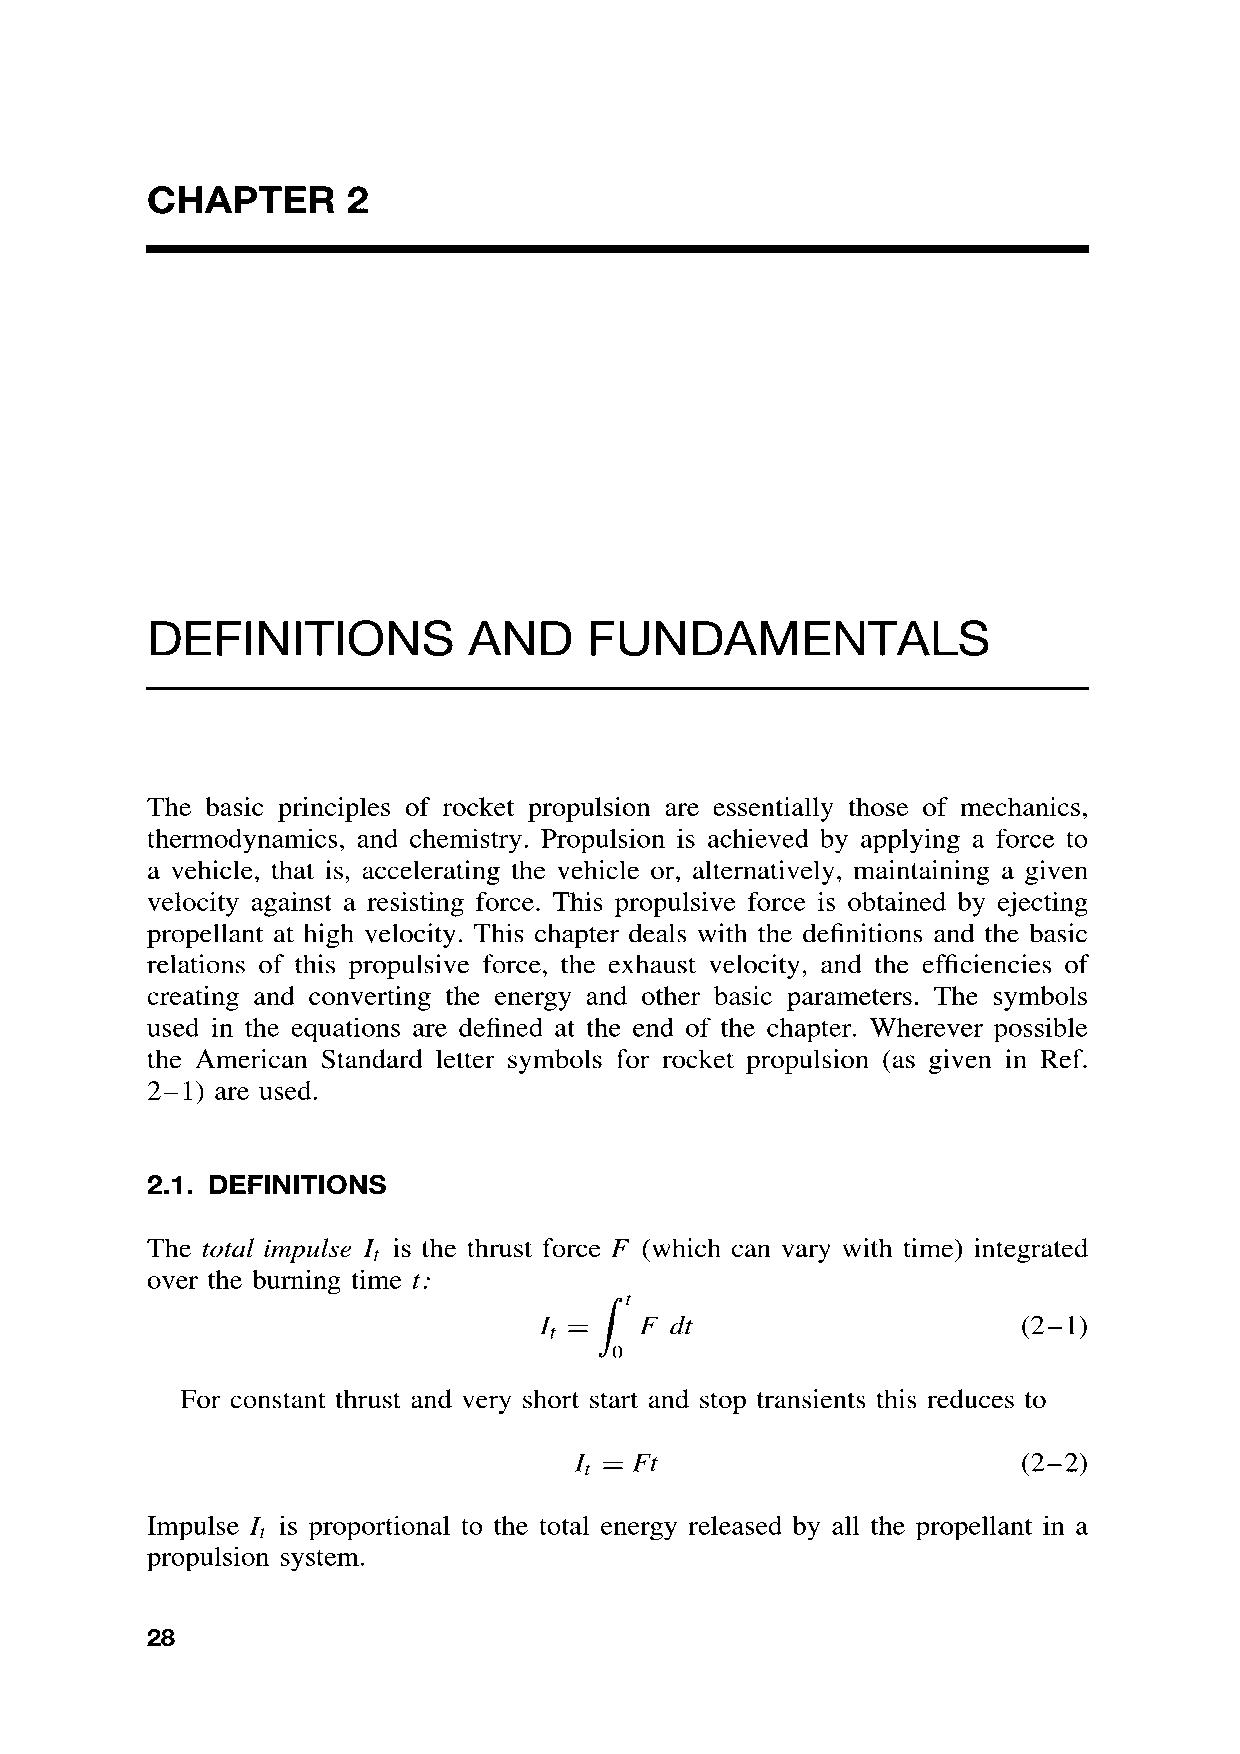 CHAPTER 2
DEFINITIONS AND FUNDAMENTALS
The basic principles of rocket propulsion are essentially those of mechanics,
thermodynamics, and chemistry. Propulsion is achieved by applying a force to
a vehicle, that is, accelerating the vehicle or, alternatively, maintaining a given
velocity against a resisting force. This propulsive force is obtained by ejecting
propellant at high velocity. This chapter deals with the definitions and the basic
relations of this propulsive force, the exhaust velocity, and the efficiencies of
creating and converting the energy and other basic parameters. The symbols
used in the equations are defined at the end of the chapter. Wherever possible
the American Standard letter symbols for rocket propulsion (as given in Ref.
2–1) are used.
2.1. DEFINITIONS
The total impulse I_t is the thrust force F (which can vary with time) integrated
over the burning time t:
I_t = ∫_0^t F dt (2–1)
For constant thrust and very short start and stop transients this reduces to
I_t = Ft (2–2)
Impulse I_t is proportional to the total energy released by all the propellant in a
propulsion system.
28